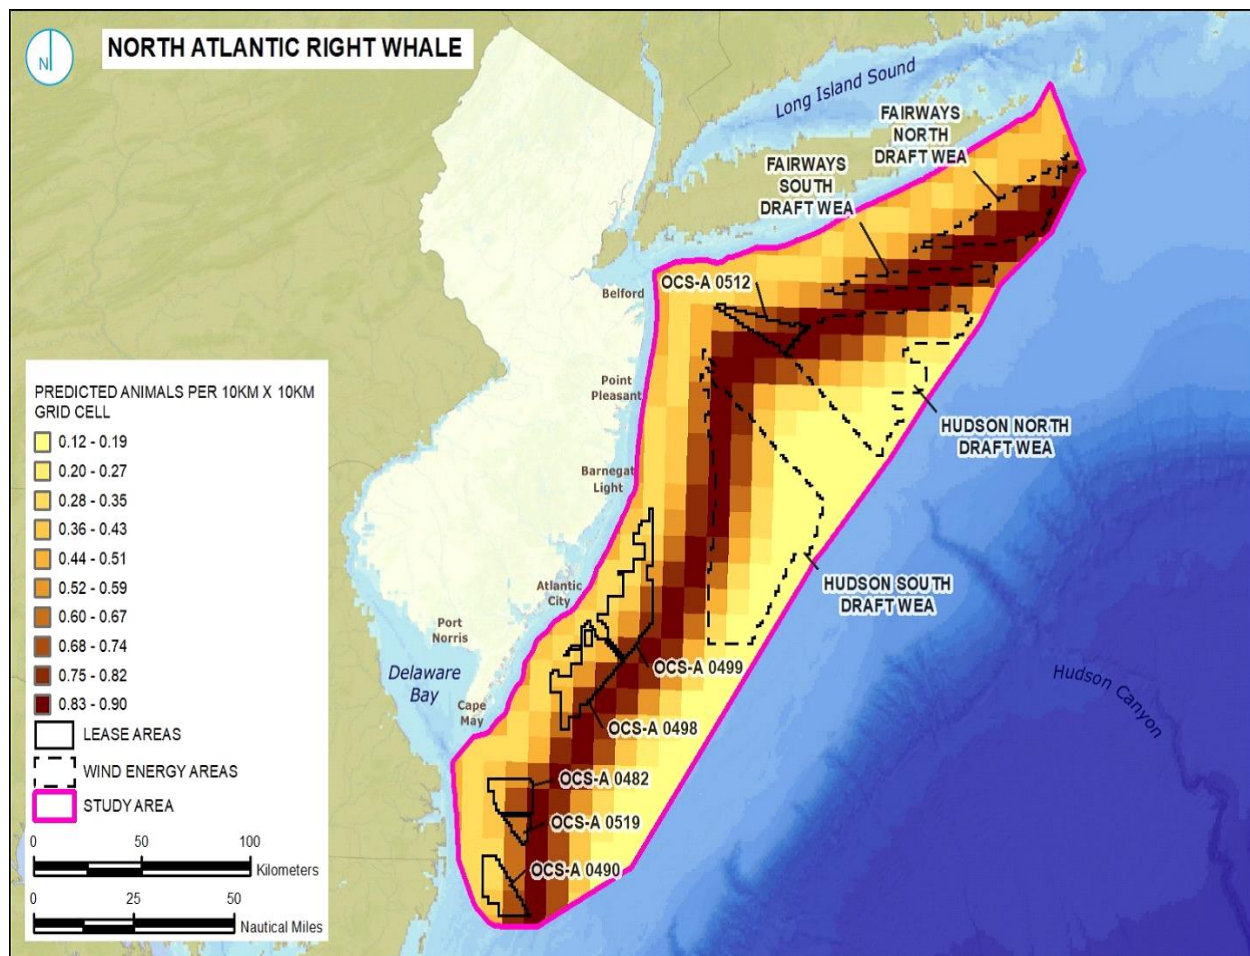 N
NORTH ATLANTIC RIGHT WHALE
Long Island Sound
FAIRWAYS
NORTH
DRAFT WEA
FAIRWAYS
SOUTH
DRAFT WEA
OCS-A 0512
Belford
Point
Pleasant
Barnegat
Light
HUDSON NORTH
DRAFT WEA
HUDSON SOUTH
DRAFT WEA
Atlantic
City
Port
Norris
Delaware
Bay
Cape
May
OCS-A 0499
OCS-A 0498
Hudson Canyon
OCS-A 0482
OCS-A 0519
OCS-A 0490
PREDICTED ANIMALS PER 10KM X 10KM
GRID CELL
0.12 - 0.19
0.20 - 0.27
0.28 - 0.35
0.36 - 0.43
0.44 - 0.51
0.52 - 0.59
0.60 - 0.67
0.68 - 0.74
0.75 - 0.82
0.83 - 0.90
LEASE AREAS
WIND ENERGY AREAS
STUDY AREA
0 50 100
Kilometers
0 25 50
Nautical Miles